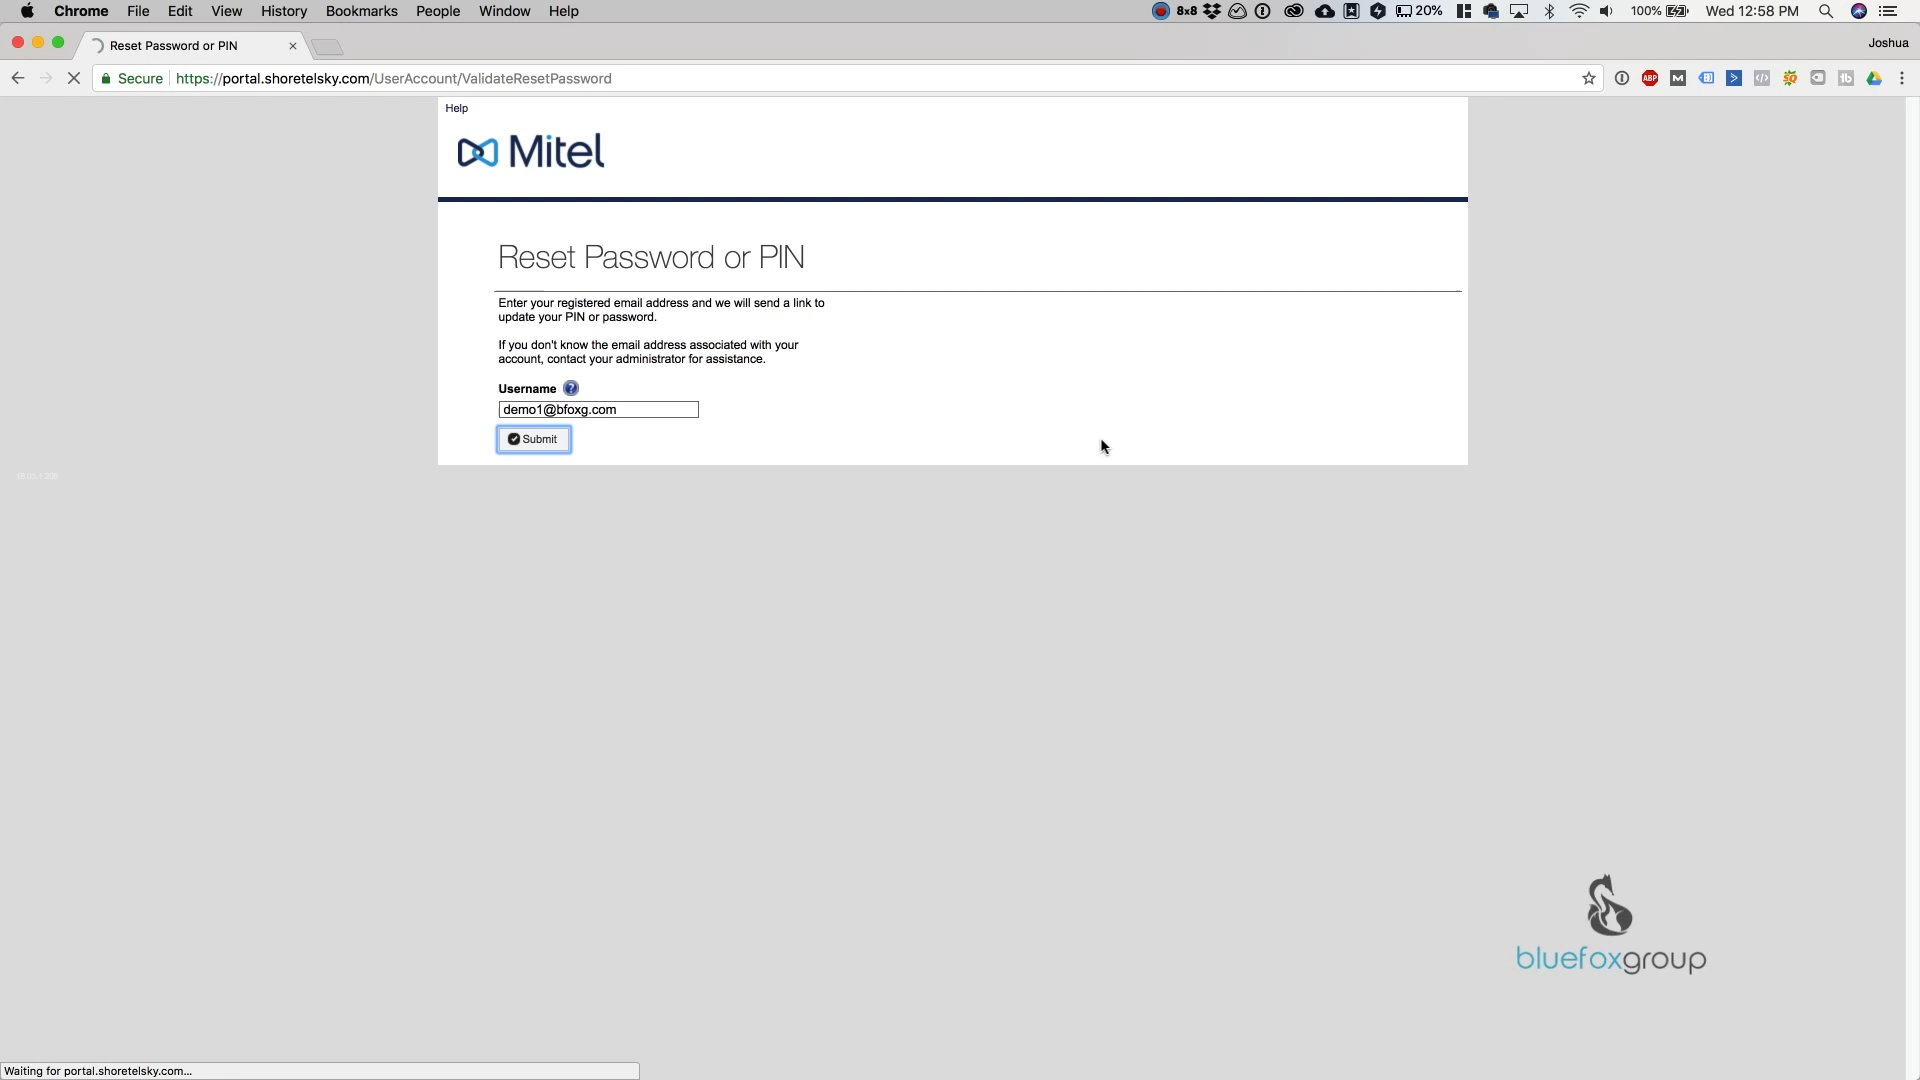 Chrome File Edit View History Bookmarks People Window Help 8x8 20% 100% Wed 12:58 PM
Reset Password or PIN
Joshua
Secure https://portal.shoretelsky.com/UserAccount/ValidateResetPassword
Help
Mitel
Reset Password or PIN
Enter your registered email address and we will send a link to
update your PIN or password.
If you don't know the email address associated with your
account, contact your administrator for assistance.
Username
demo1@bfoxg.com
Submit
bluefoxgroup
Waiting for portal.shoretelsky.com...